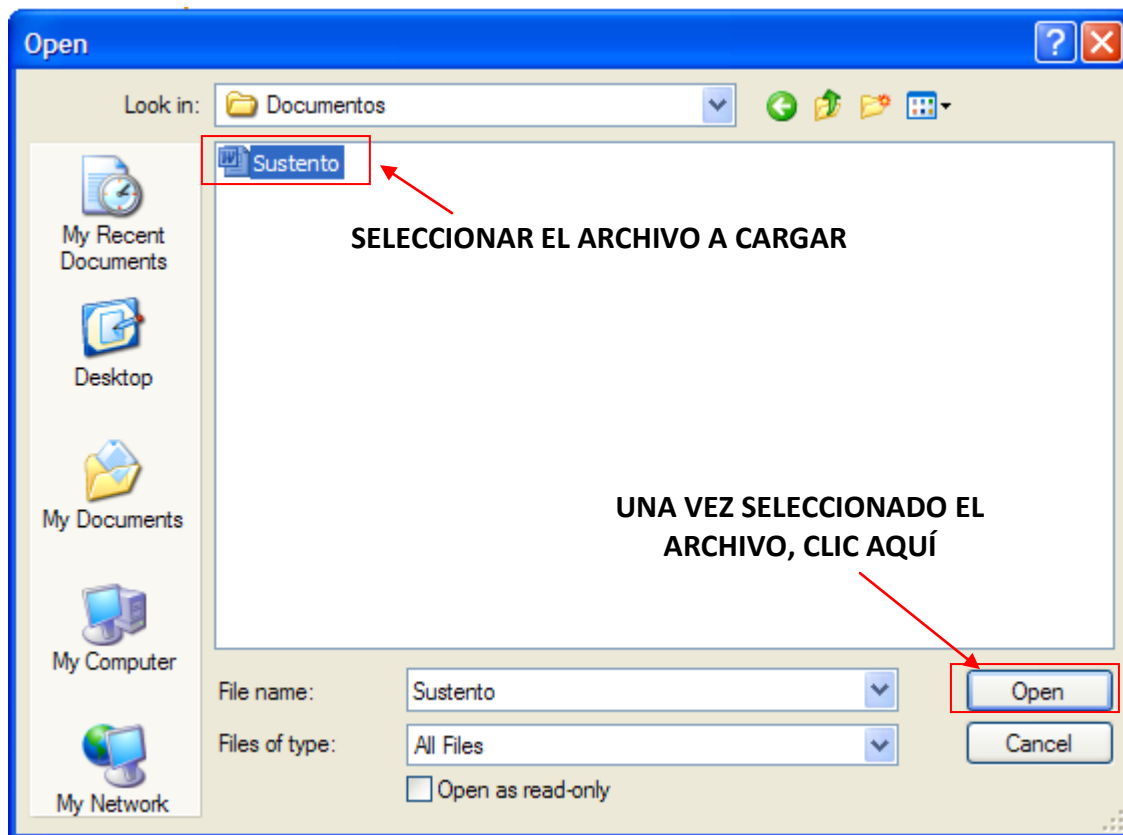 Open
Look in:
Documentos
Sustento
SELECCIONAR EL ARCHIVO A CARGAR
My Recent
Documents
Desktop
My Documents
My Computer
My Network
UNA VEZ SELECCIONADO EL
ARCHIVO, CLIC AQUÍ
File name:
Sustento
Open
Files of type:
All Files
Cancel
Open as read-only